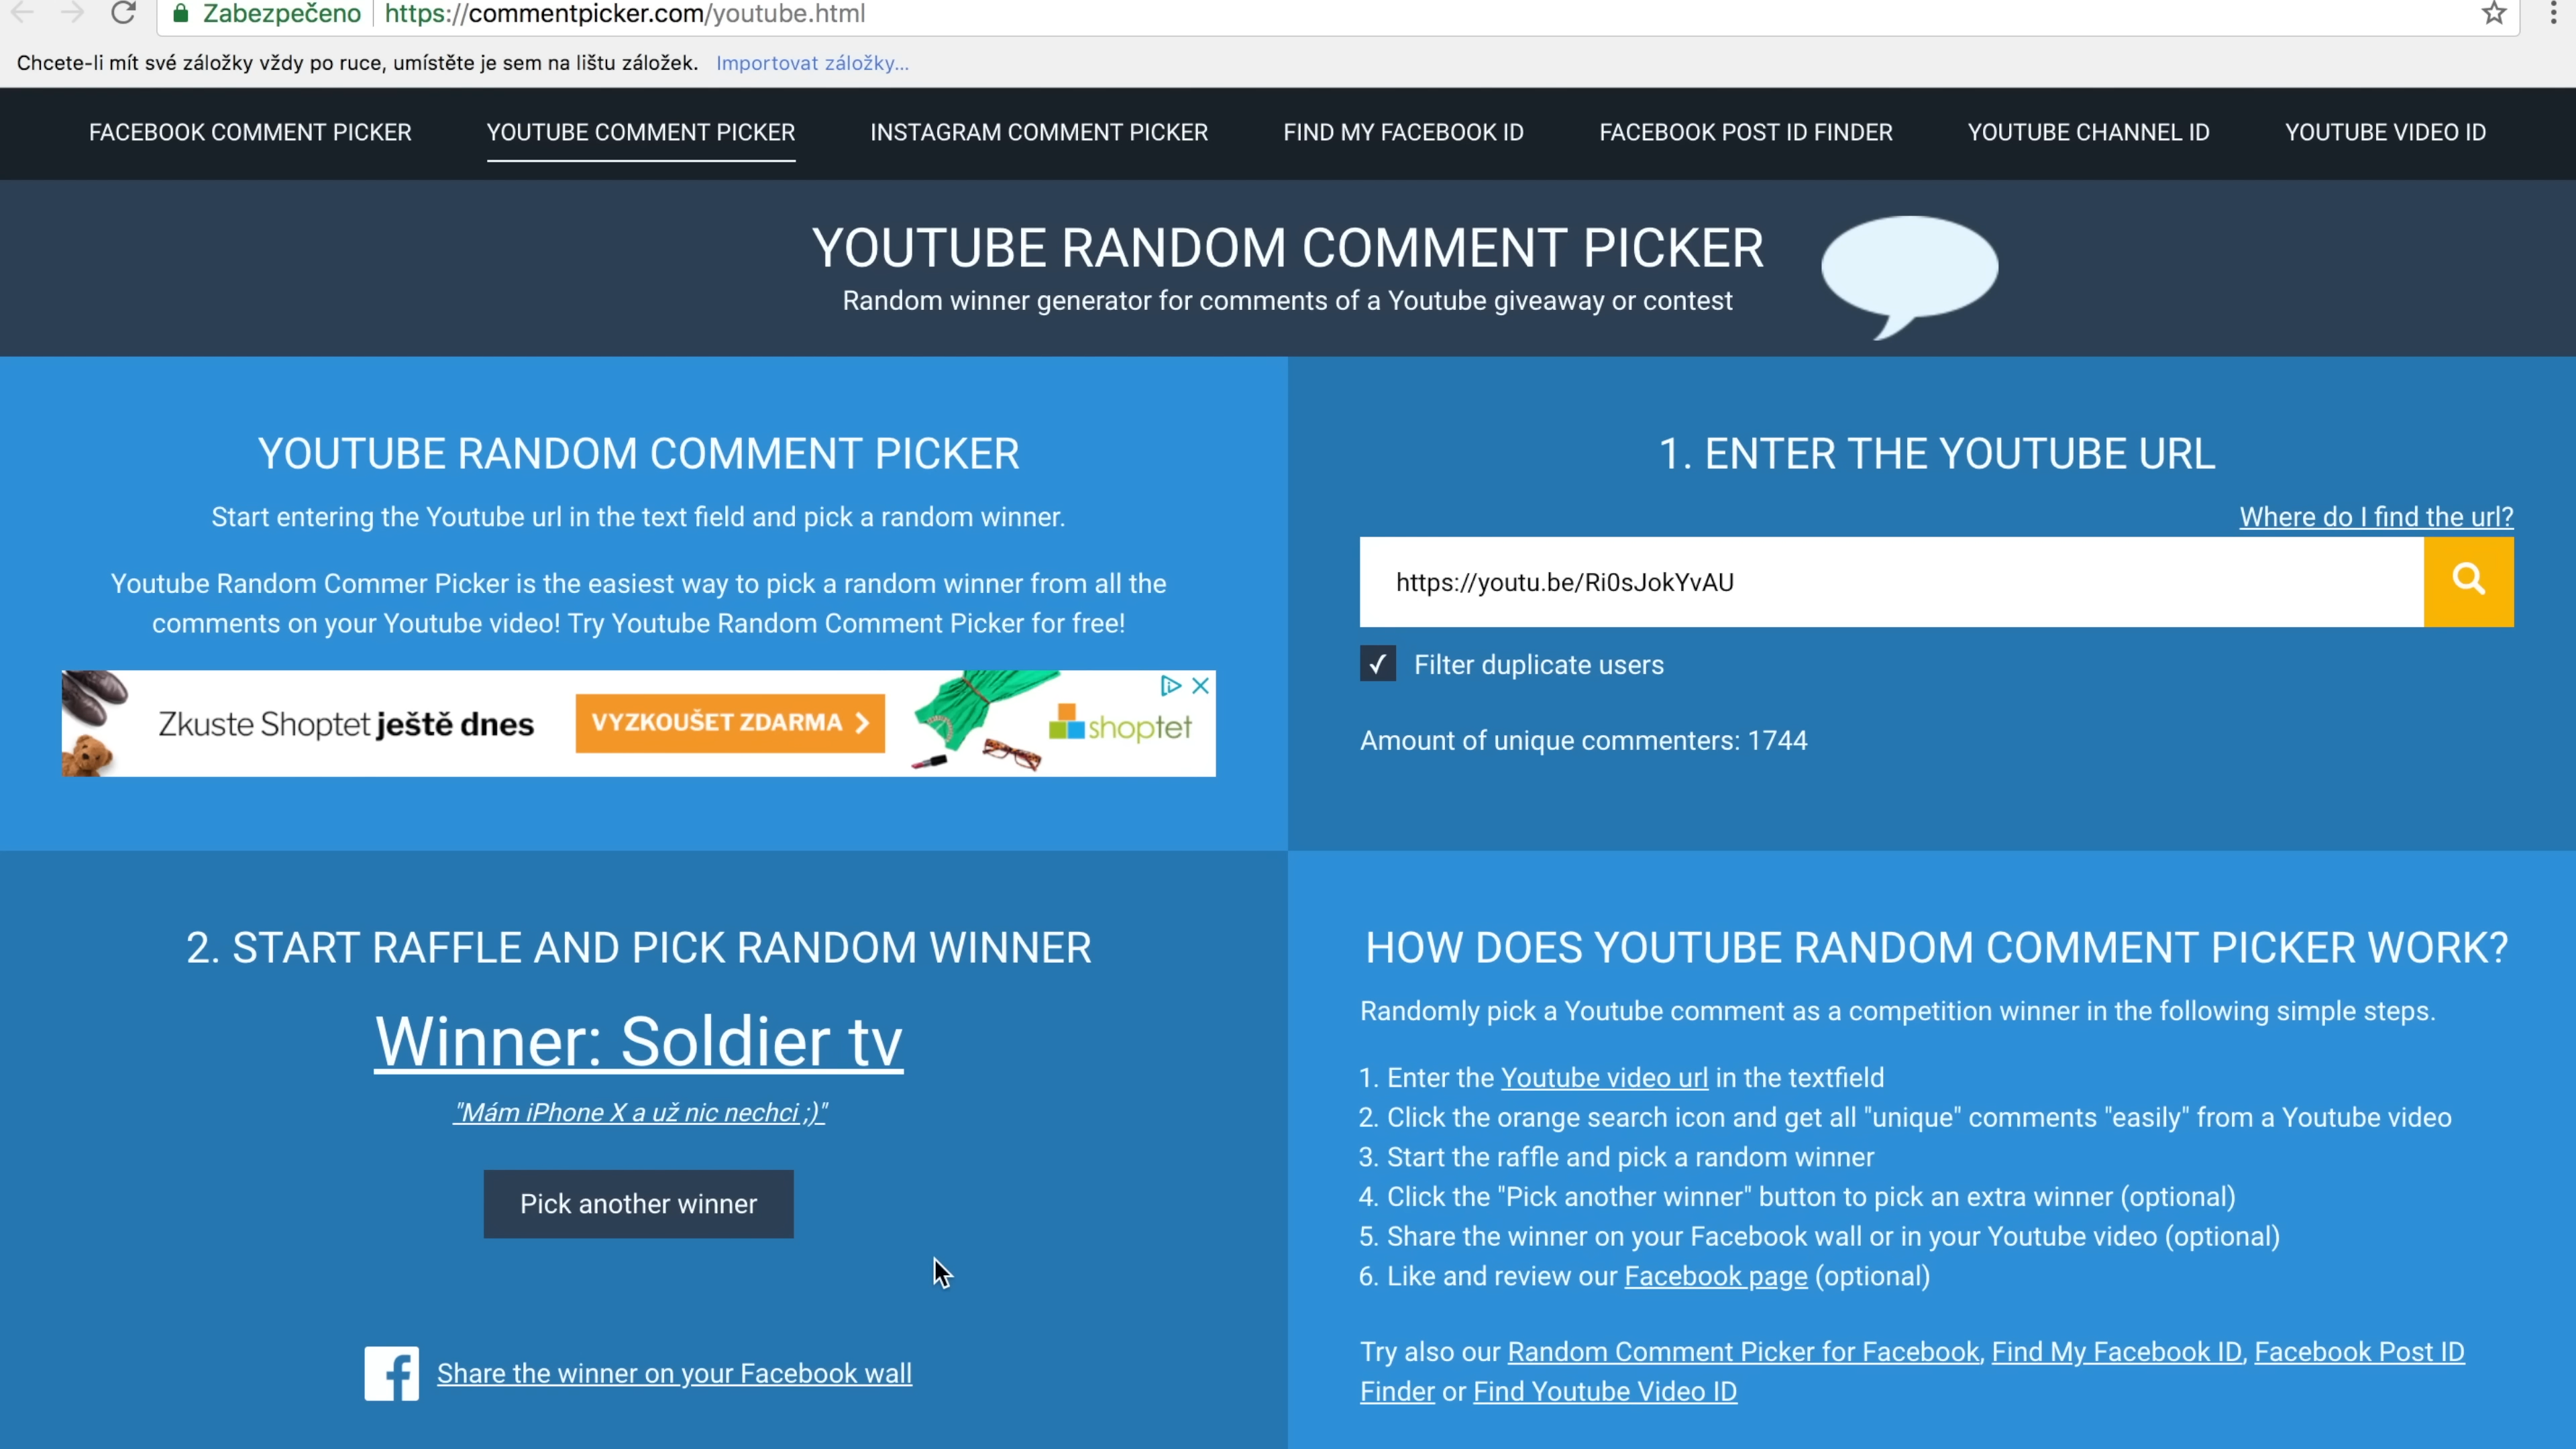 Zabezpečeno https://commentpicker.com/youtube.html
Chcete-li mít své záložky vždy po ruce, umístěte je sem na lištu záložek. Importovat záložky...
FACEBOOK COMMENT PICKER YOUTUBE COMMENT PICKER INSTAGRAM COMMENT PICKER FIND MY FACEBOOK ID FACEBOOK POST ID FINDER YOUTUBE CHANNEL ID YOUTUBE VIDEO ID
YOUTUBE RANDOM COMMENT PICKER
Random winner generator for comments of a Youtube giveaway or contest
YOUTUBE RANDOM COMMENT PICKER
Start entering the Youtube url in the text field and pick a random winner.
Youtube Random Commer Picker is the easiest way to pick a random winner from all the
comments on your Youtube video! Try Youtube Random Comment Picker for free!
Zkuste Shoptet ještě dnes VYZKOUŠET ZDARMA shoptet
1. ENTER THE YOUTUBE URL
Where do I find the url?
https://youtu.be/Ri0sJokYvAU
Filter duplicate users
Amount of unique commenters: 1744
2. START RAFFLE AND PICK RANDOM WINNER
Winner: Soldier tv
"Mám iPhone X a už nic nechci ;)"
Pick another winner
Share the winner on your Facebook wall
HOW DOES YOUTUBE RANDOM COMMENT PICKER WORK?
Randomly pick a Youtube comment as a competition winner in the following simple steps.
1. Enter the Youtube video url in the textfield
2. Click the orange search icon and get all "unique" comments "easily" from a Youtube video
3. Start the raffle and pick a random winner
4. Click the "Pick another winner" button to pick an extra winner (optional)
5. Share the winner on your Facebook wall or in your Youtube video (optional)
6. Like and review our Facebook page (optional)
Try also our Random Comment Picker for Facebook, Find My Facebook ID, Facebook Post ID
Finder or Find Youtube Video ID